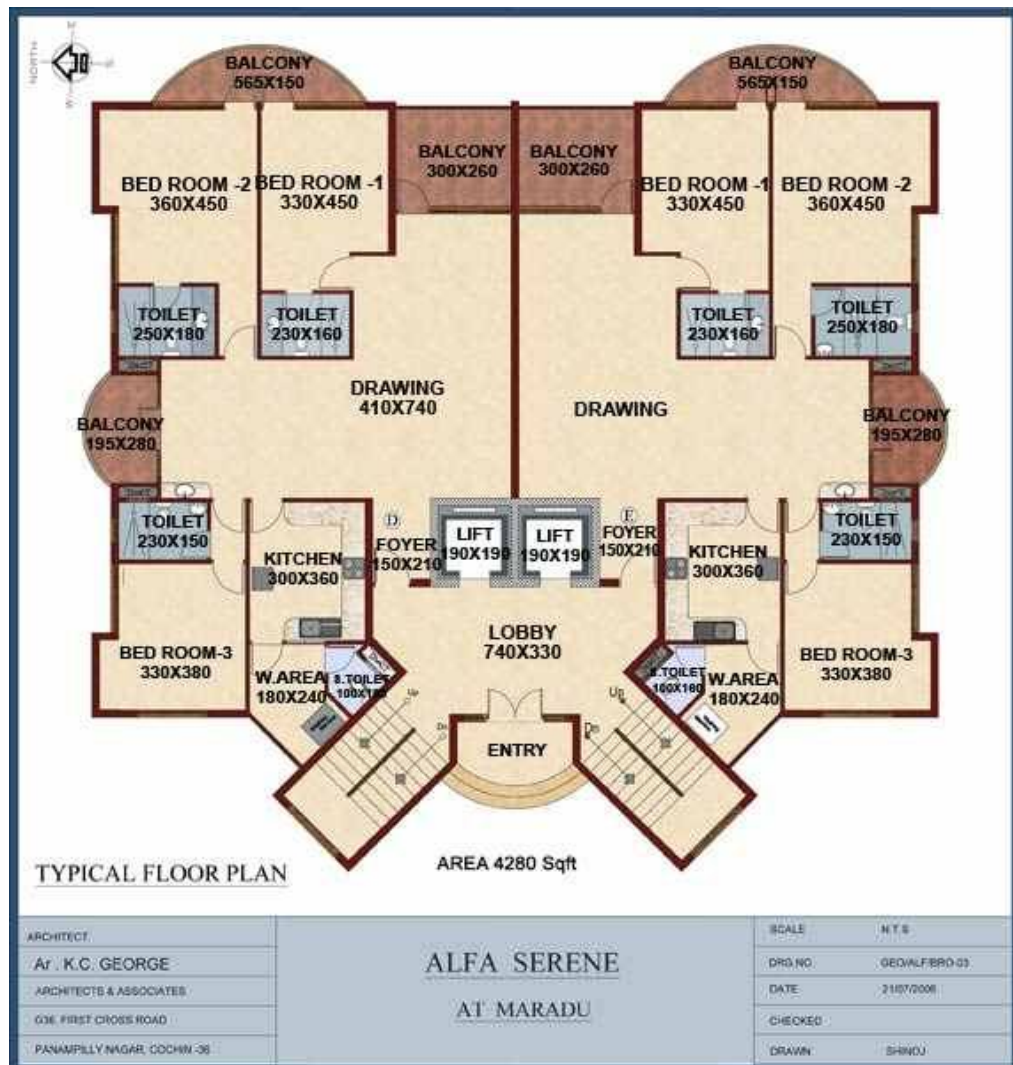 NORTH
N
W
BALCONY
565X150
BALCONY
565X150
BALCONY
300X260
BALCONY
300X260
BED ROOM -2
360X450
BED ROOM -1
330X450
BED ROOM -1
330X450
BED ROOM -2
360X450
TOILET
250X180
TOILET
230X160
TOILET
230X160
TOILET
250X180
DRAWING
410X740
DRAWING
BALCONY
195X280
BALCONY
195X280
TOILET
230X150
KITCHEN
300X360
D
FOYER
150X210
LIFT
190X190
LIFT
190X190
E
FOYER
150X210
KITCHEN
300X360
TOILET
230X150
BED ROOM-3
330X380
W.AREA
180X240
S.TOILET
LOBBY
740X330
S.TOILET
W.AREA
180X240
BED ROOM-3
330X380
Up
Dn
Up
Dn
ENTRY
AREA 4280 Sqft
TYPICAL FLOOR PLAN
ARCHITECT
Ar . K.C. GEORGE
ARCHITECTS & ASSOCIATES
G36, FIRST CROSS ROAD
PANAMPILLY NAGAR, COCHIN -36
ALFA SERENE
AT MARADU
SCALE N.T.S
DRG.NO. GEO/ALF/BRO-03
DATE 21/07/2006
CHECKED
DRAWN SHINOJ